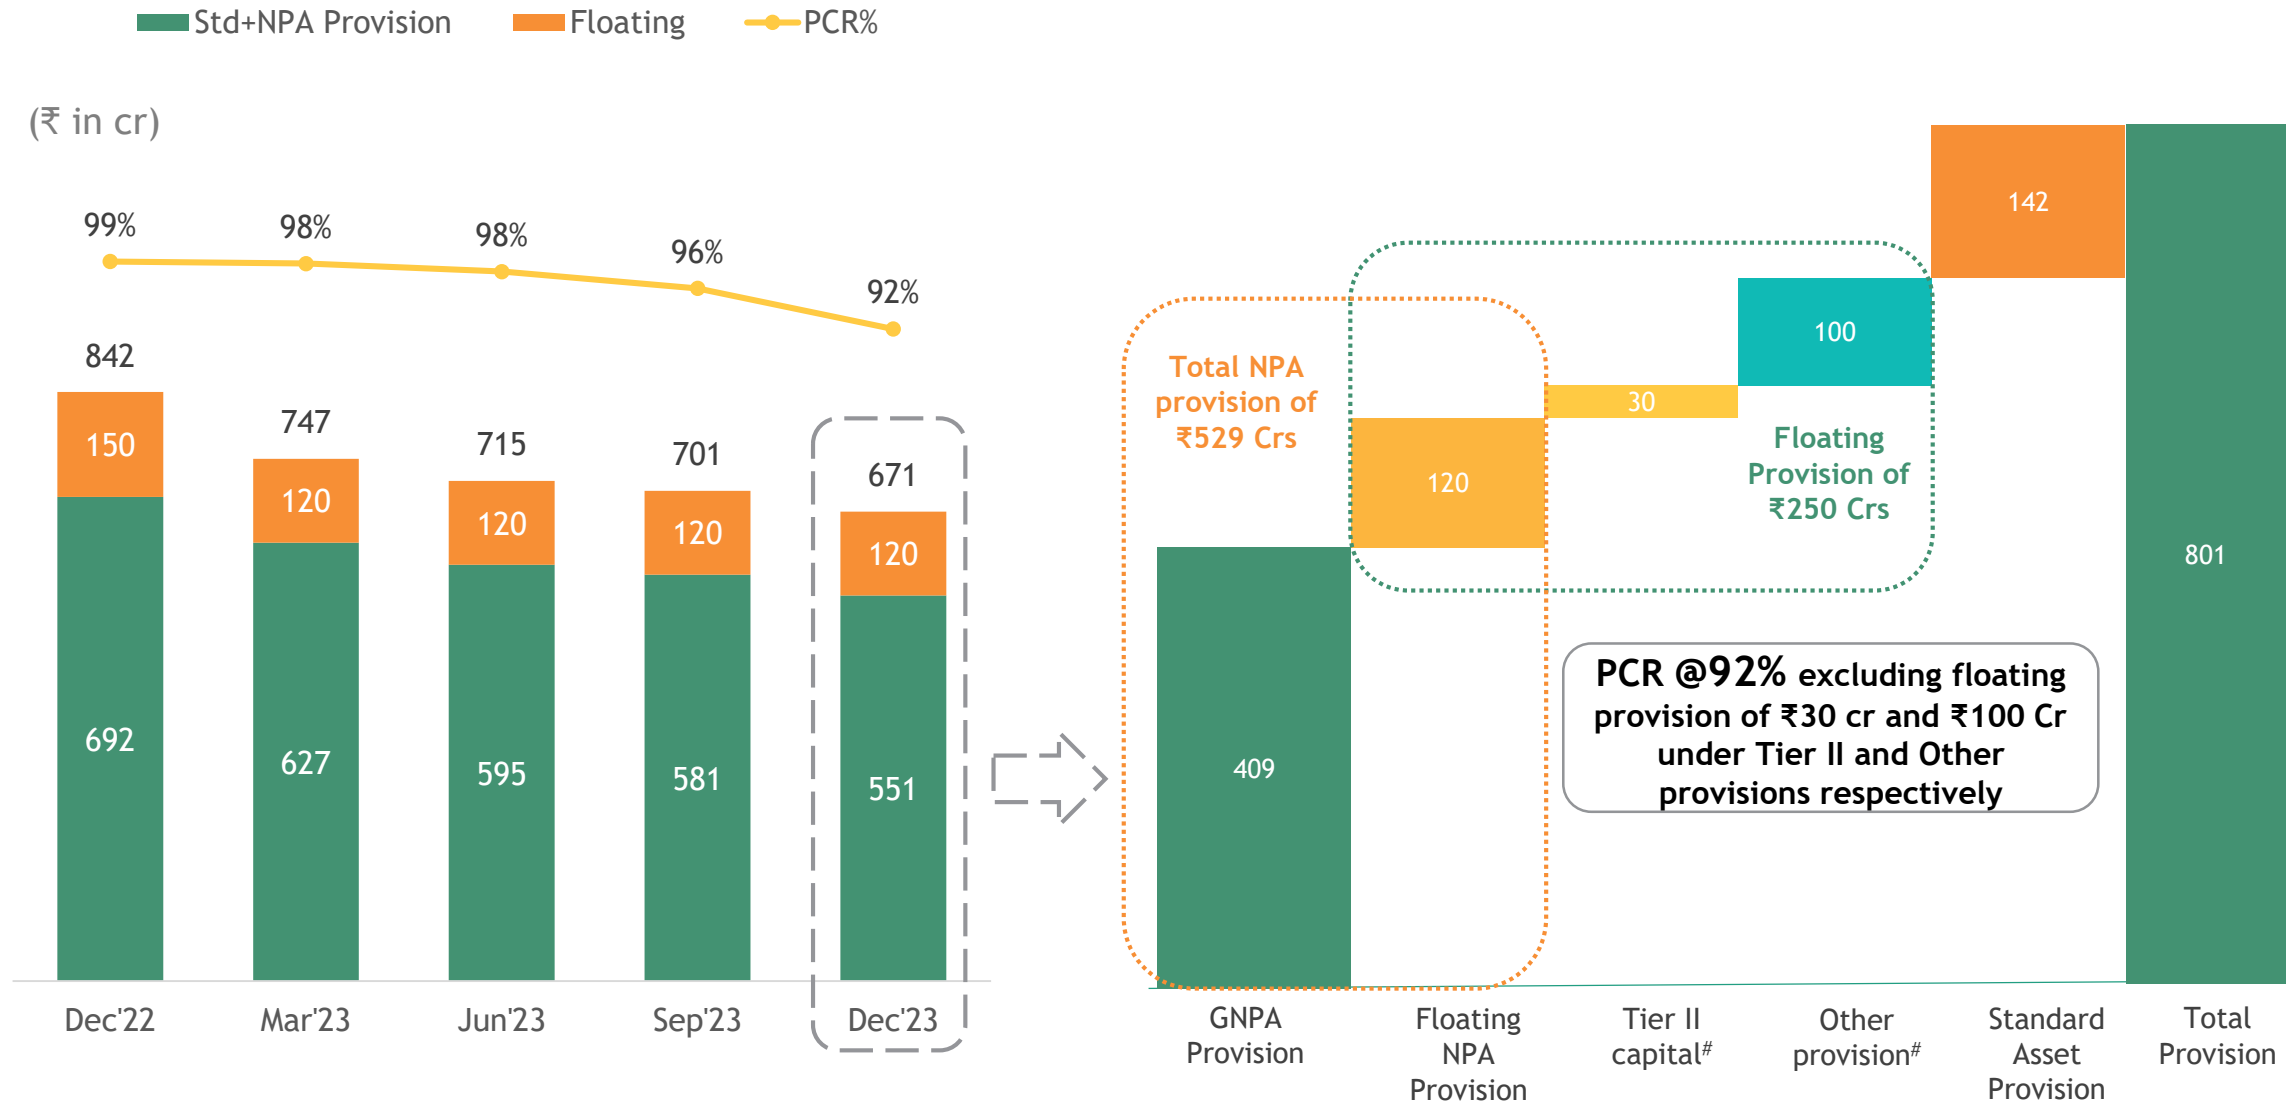 Std+NPA Provision
Floating
PCR%
(₹ in cr)
99%
98%
98%
96%
92%
842
747
715
701
671
150
120
120
120
120
692
627
595
581
551
Dec'22
Mar'23
Jun'23
Sep'23
Dec'23
Total NPA
provision of
₹529 Crs
Floating
Provision of
₹250 Crs
409
120
30
100
142
801
PCR @92% excluding floating
provision of ₹30 cr and ₹100 Cr
under Tier II and Other
provisions respectively
GNPA
Provision
Floating
NPA
Provision
Tier II
capital#
Other
provision#
Standard
Asset
Provision
Total
Provision